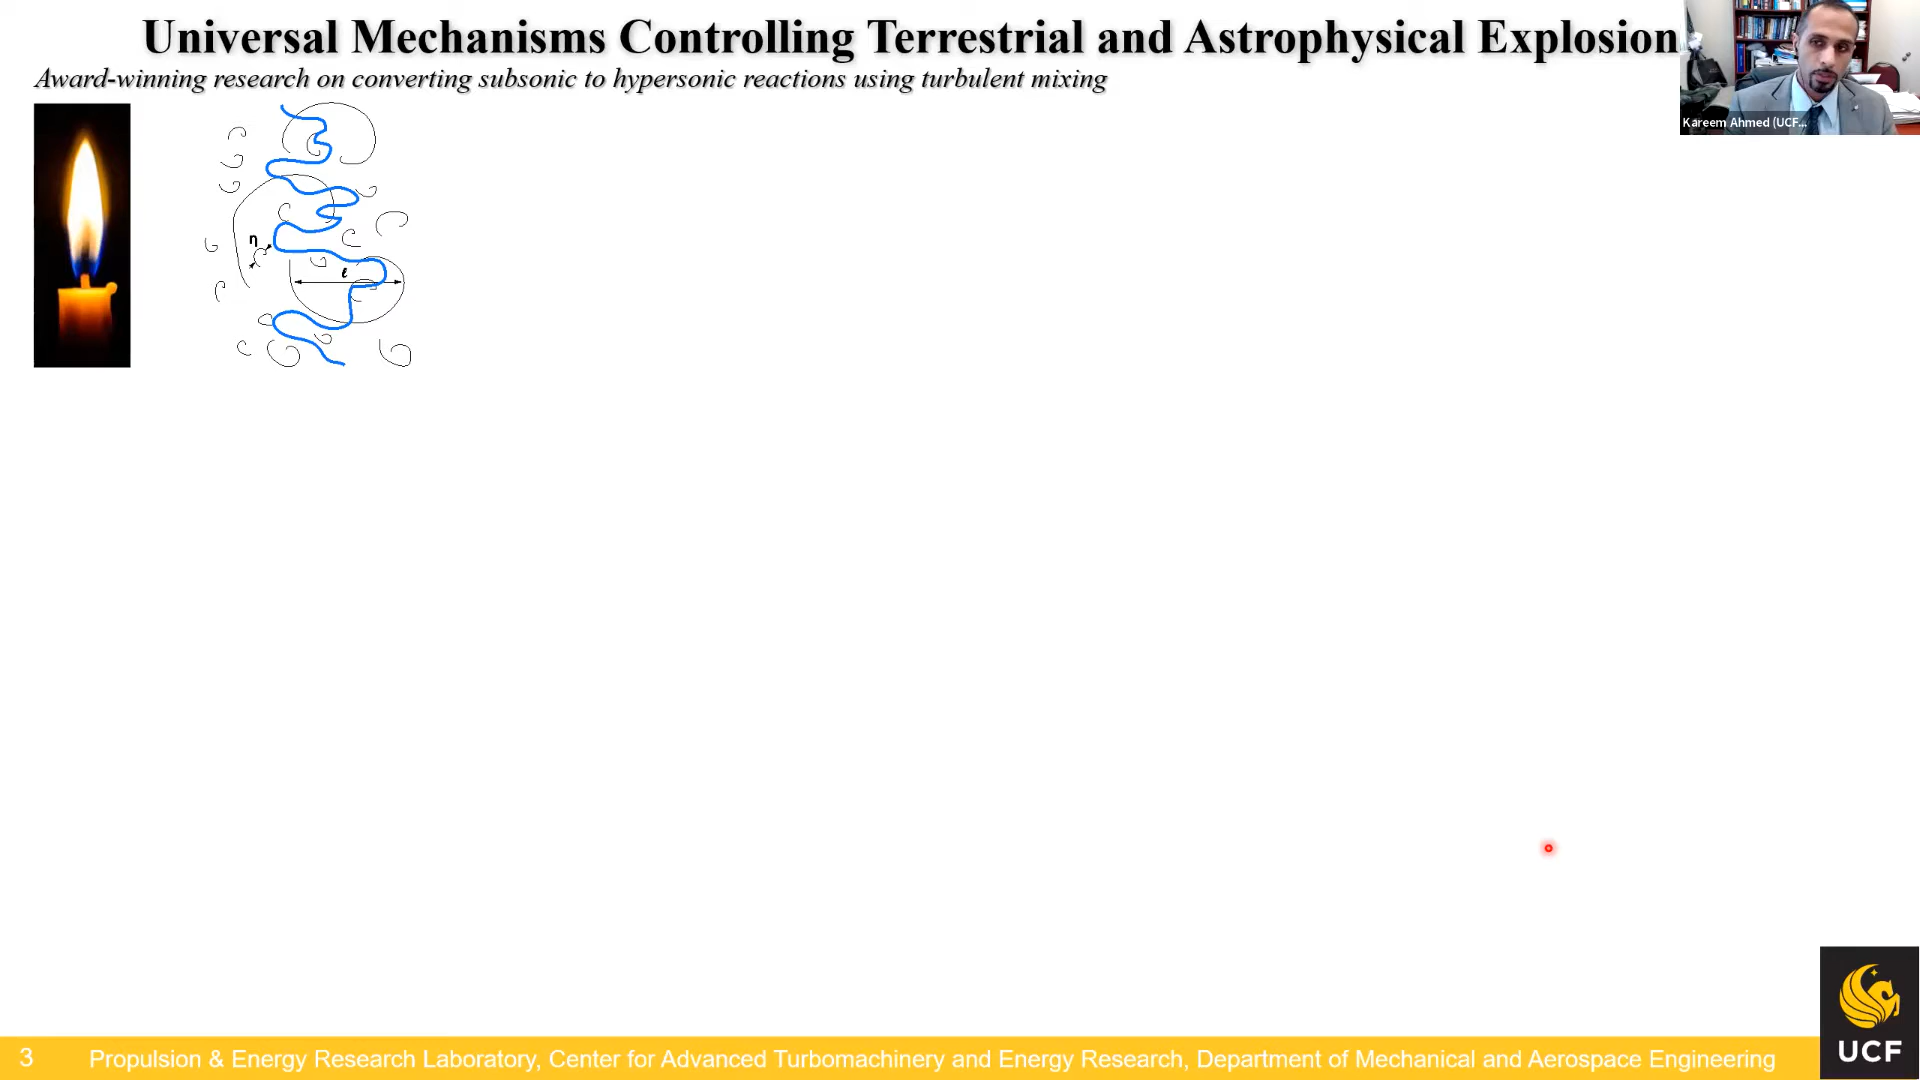 Universal Mechanisms Controlling Terrestrial and Astrophysical Explosion
Award-winning research on converting subsonic to hypersonic reactions using turbulent mixing
Kareem Ahmed (UCF...
η
ℓ
3 Propulsion & Energy Research Laboratory, Center for Advanced Turbomachinery and Energy Research, Department of Mechanical and Aerospace Engineering
UCF